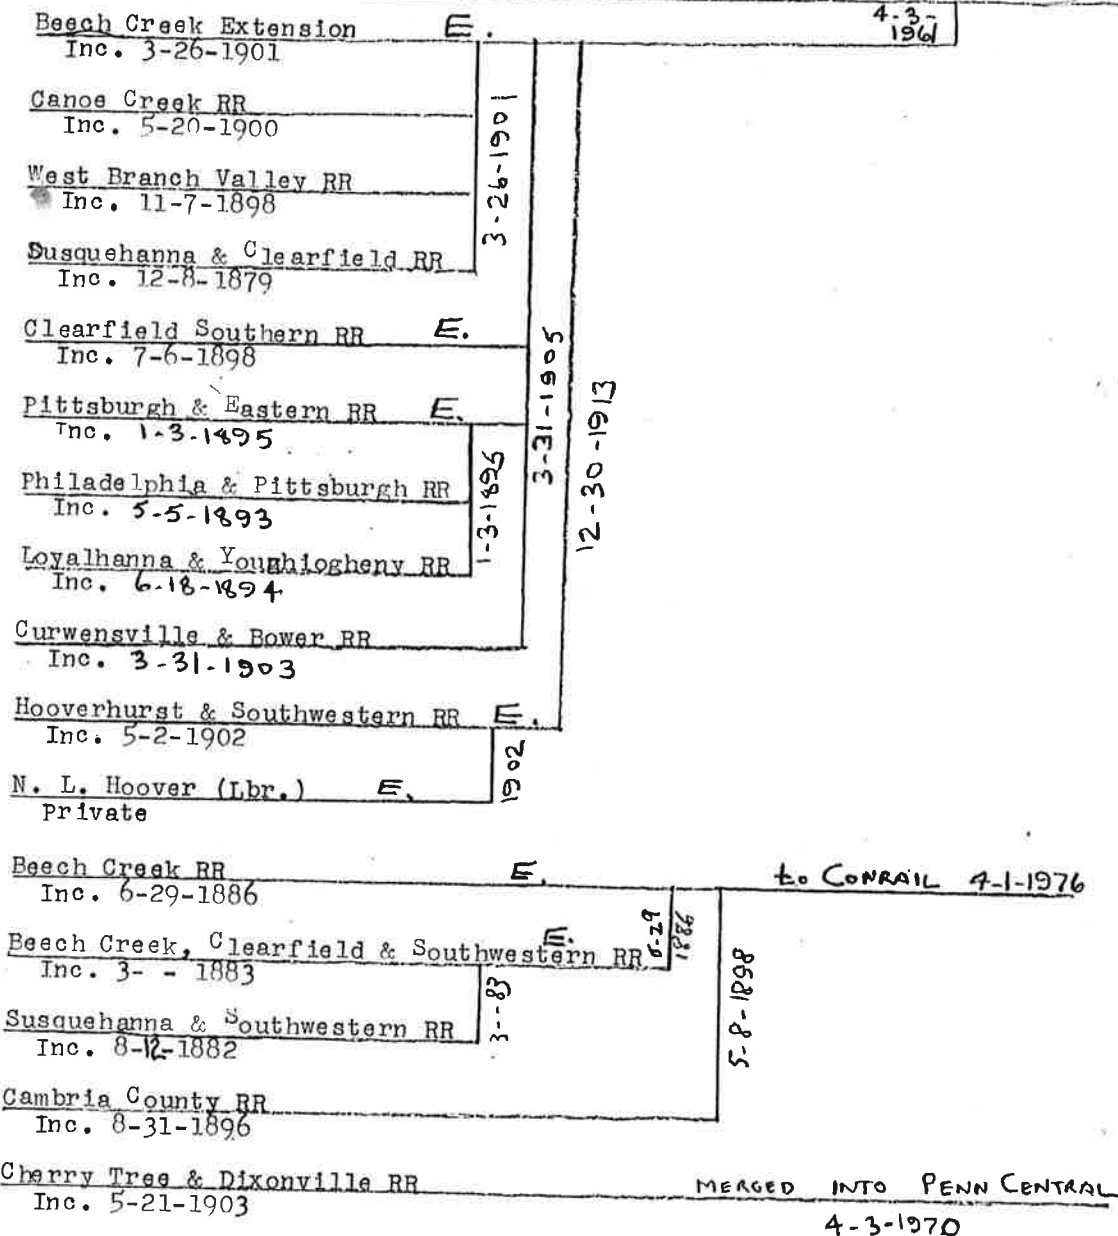 Beech Creek Extension E.
4-3-
1961
Inc. 3-26-1901
Canoe Creek RR
Inc. 5-20-1900
West Branch Valley RR
Inc. 11-7-1898
3-26-1901
Susquehanna & Clearfield RR
Inc. 12-8-1879
Clearfield Southern RR E.
Inc. 7-6-1898
Pittsburgh & Eastern RR E.
Inc. 1-3-1895
3-31-1905
12-30-1913
Philadelphia & Pittsburgh RR
Inc. 5-5-1893
1-3-1895
Loyalhanna & Youghiogheny RR
Inc. 6-18-1894
Curwensville & Bower RR
Inc. 3-31-1903
Hooverhurst & Southwestern RR E.
Inc. 5-2-1902
1902
N. L. Hoover (Lbr.) E.
Private
Beech Creek RR E. to CONRAIL 4-1-1976
Inc. 6-29-1886
6-29
1886
Beech Creek, Clearfield & Southwestern RR E.
Inc. 3- - 1883
3--83
Susquehanna & Southwestern RR
Inc. 8-12-1882
5-8-1898
Cambria County RR
Inc. 8-31-1896
Cherry Tree & Dixonville RR MERGED INTO PENN CENTRAL
Inc. 5-21-1903
4-3-1970